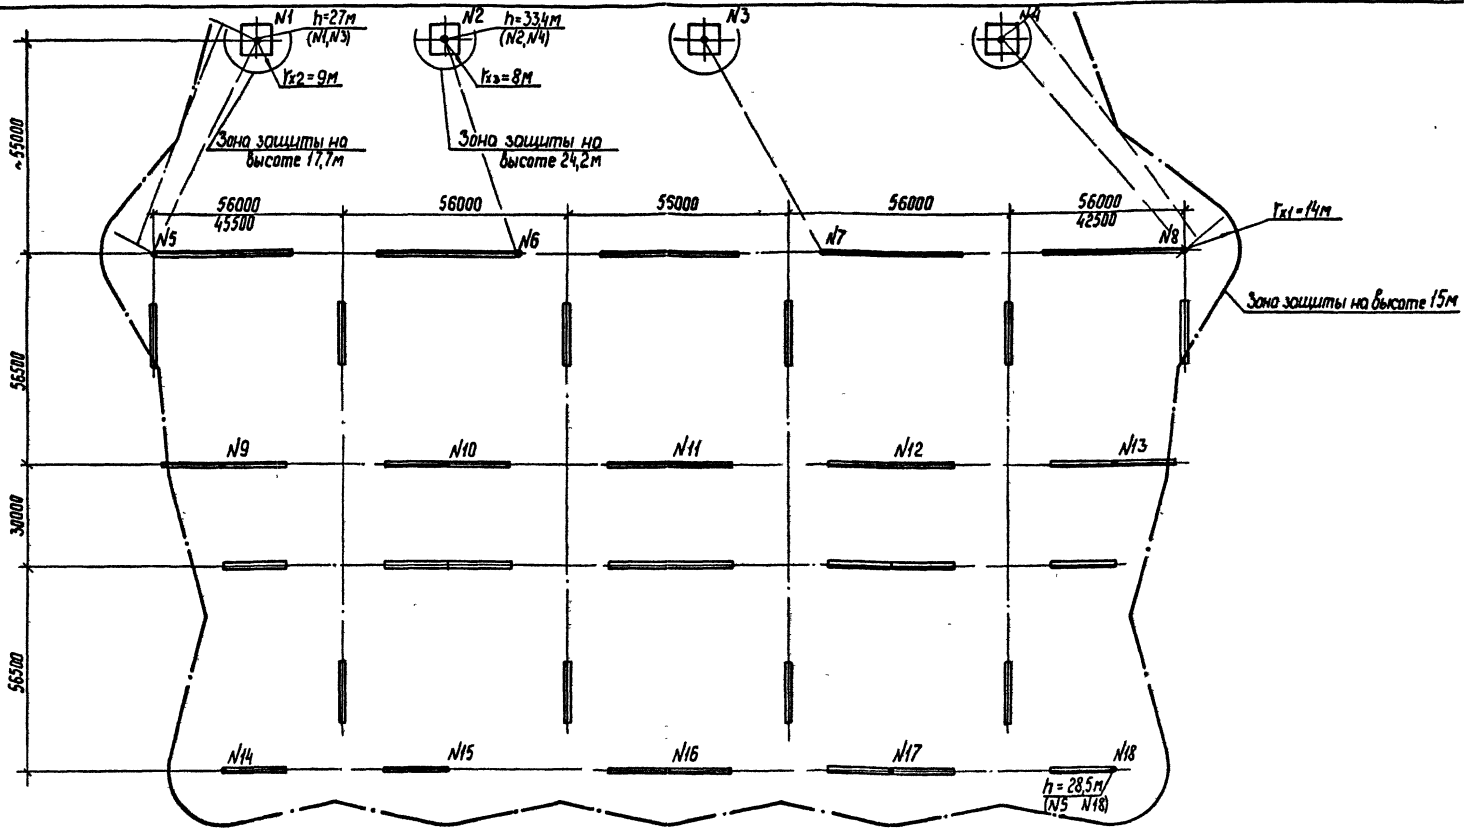 N1
h=27м
(N1,N3)
N2
h=33,4м
(N2,N4)
N3
N4
rx2=9м
rx3=8м
Зона защиты на
высоте 17,7м
Зона защиты на
высоте 24,2м
~55000
56000
45500
56000
55000
56000
56000
42500
rx1=14м
N5
N6
N7
N8
Зона защиты на высоте 15м
56500
N9
N10
N11
N12
N13
30000
56500
N14
N15
N16
N17
N18
h=28,5м
(N5 N18)